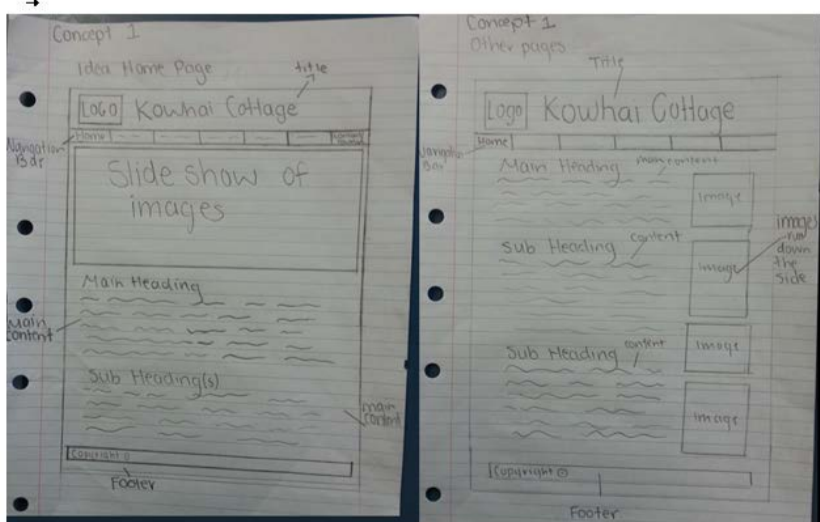 Concept 1
Idea Home Page
title
LOGO Kowhai Cottage
Home
Navgation
Bar
Slide show of
images
Main Heading
main
content
Sub Heading(s)
main
content
Copyright ©
Footer
Concept 1
Other pages
Title
Logo Kowhai Cottage
Home
Bar
Main Heading main content
image
Sub Heading content
image
images
run
down
the
side
Sub Heading content
image
image
Copyright ©
Footer